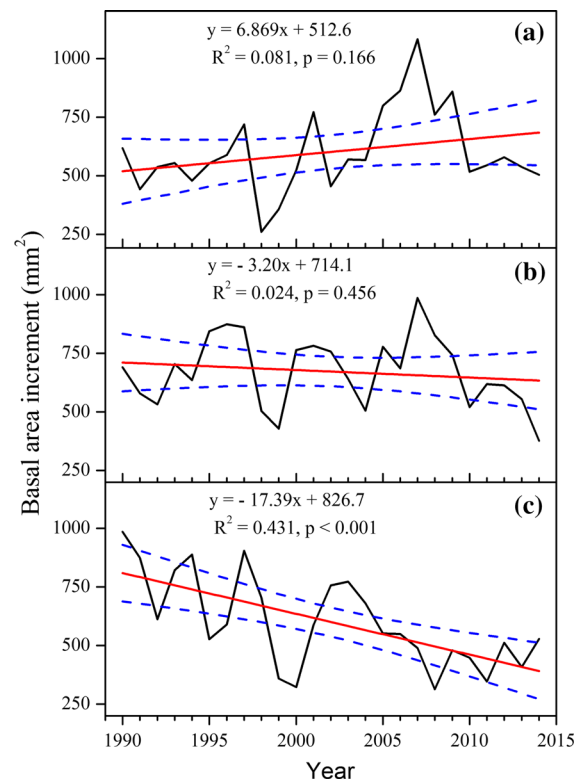 y = 6.869x + 512.6
(a)
R² = 0.081, p = 0.166
1000
750
500
250
y = - 3.20x + 714.1
(b)
R² = 0.024, p = 0.456
1000
750
500
250
y = - 17.39x + 826.7
(c)
R² = 0.431, p < 0.001
1000
750
500
250
Basal area increment (mm²)
1990 1995 2000 2005 2010 2015
Year